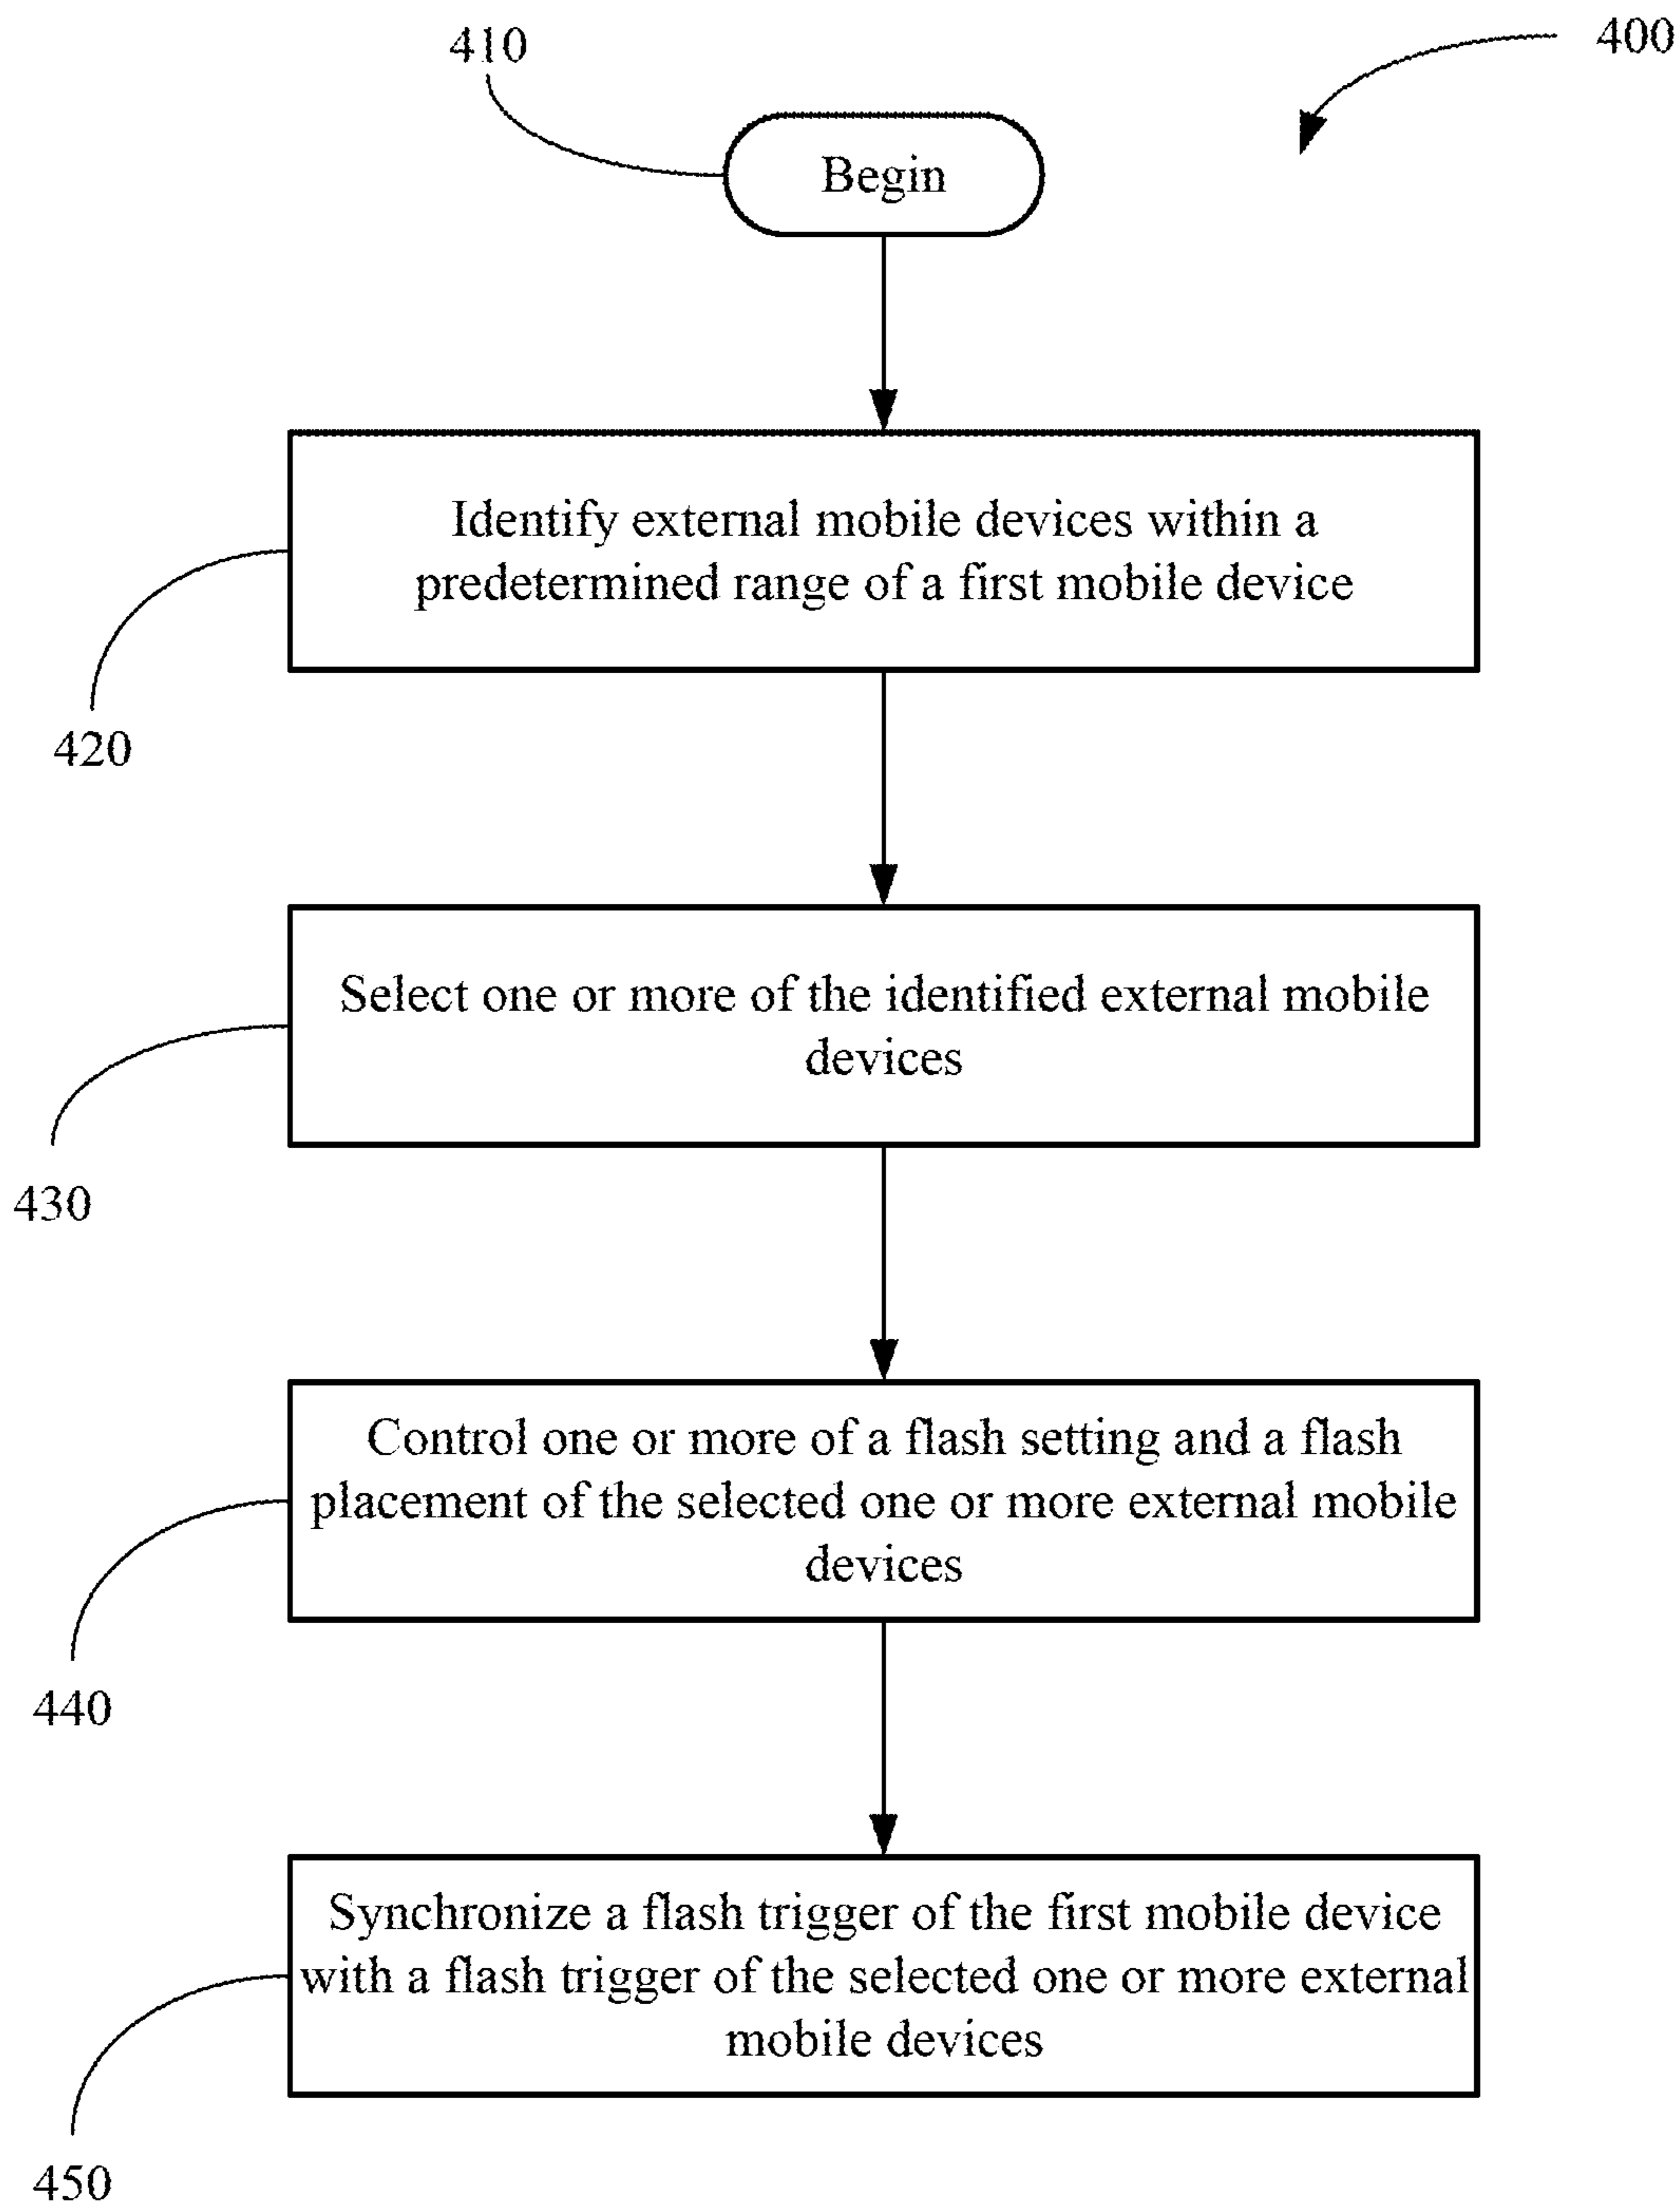 410
400
Begin
Identify external mobile devices within a
predetermined range of a first mobile device
420
Select one or more of the identified external mobile
devices
430
Control one or more of a flash setting and a flash
placement of the selected one or more external mobile
devices
440
Synchronize a flash trigger of the first mobile device
with a flash trigger of the selected one or more external
mobile devices
450